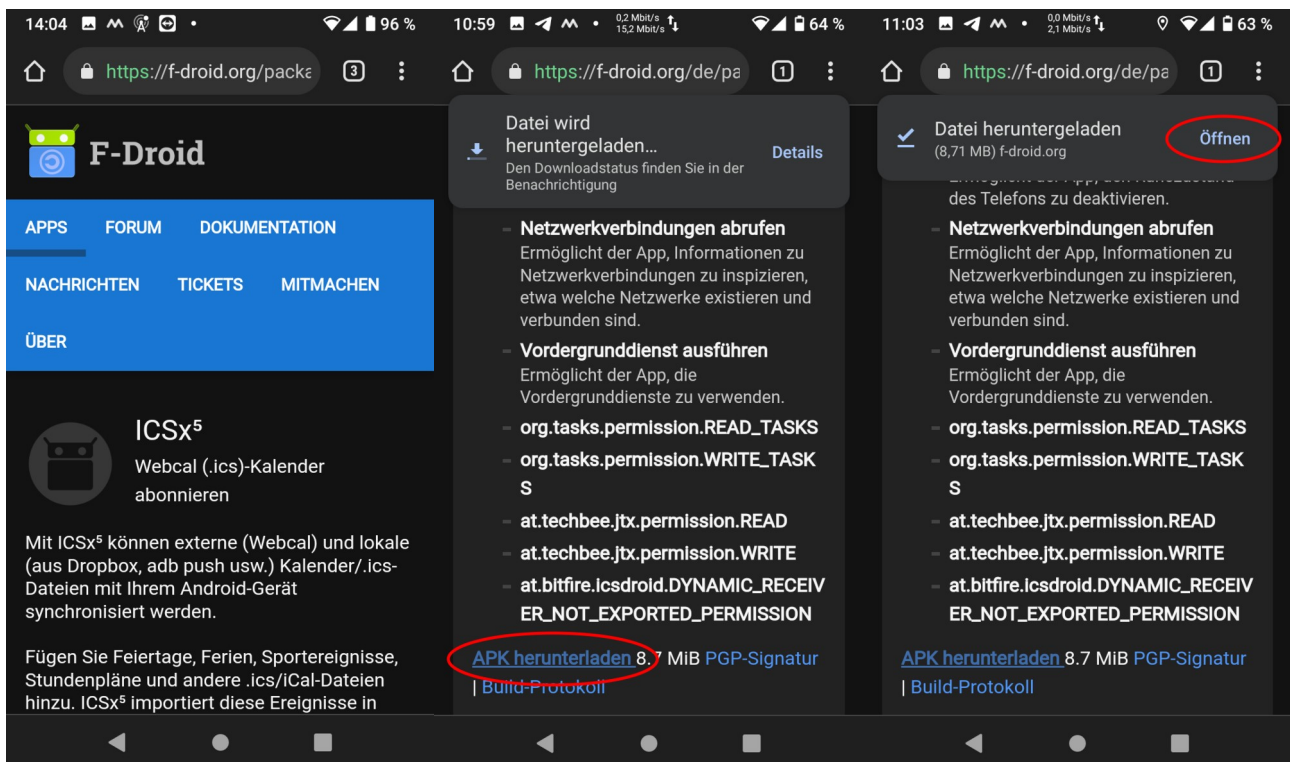 14:04
96 %
https://f-droid.org/packa
3
F-Droid
APPS FORUM DOKUMENTATION
NACHRICHTEN TICKETS MITMACHEN
ÜBER
ICSx⁵
Webcal (.ics)-Kalender
abonnieren
Mit ICSx⁵ können externe (Webcal) und lokale
(aus Dropbox, adb push usw.) Kalender/.ics-
Dateien mit Ihrem Android-Gerät
synchronisiert werden.
Fügen Sie Feiertage, Ferien, Sportereignisse,
Stundenpläne und andere .ics/iCal-Dateien
hinzu. ICSx⁵ importiert diese Ereignisse in
10:59
0,2 Mbit/s
15,2 Mbit/s
64 %
https://f-droid.org/de/pa
1
Datei wird
heruntergeladen…
Den Downloadstatus finden Sie in der
Benachrichtigung
Details
Netzwerkverbindungen abrufen
Ermöglicht der App, Informationen zu
Netzwerkverbindungen zu inspizieren,
etwa welche Netzwerke existieren und
verbunden sind.
Vordergrunddienst ausführen
Ermöglicht der App, die
Vordergrunddienste zu verwenden.
org.tasks.permission.READ_TASKS
org.tasks.permission.WRITE_TASK
S
at.techbee.jtx.permission.READ
at.techbee.jtx.permission.WRITE
at.bitfire.icsdroid.DYNAMIC_RECEIV
ER_NOT_EXPORTED_PERMISSION
APK herunterladen 8.7 MiB PGP-Signatur
| Build-Protokoll
11:03
0,0 Mbit/s
2,1 Mbit/s
63 %
https://f-droid.org/de/pa
1
Datei heruntergeladen
(8,71 MB) f-droid.org
Öffnen
des Telefons zu deaktivieren.
Netzwerkverbindungen abrufen
Ermöglicht der App, Informationen zu
Netzwerkverbindungen zu inspizieren,
etwa welche Netzwerke existieren und
verbunden sind.
Vordergrunddienst ausführen
Ermöglicht der App, die
Vordergrunddienste zu verwenden.
org.tasks.permission.READ_TASKS
org.tasks.permission.WRITE_TASK
S
at.techbee.jtx.permission.READ
at.techbee.jtx.permission.WRITE
at.bitfire.icsdroid.DYNAMIC_RECEIV
ER_NOT_EXPORTED_PERMISSION
APK herunterladen 8.7 MiB PGP-Signatur
| Build-Protokoll